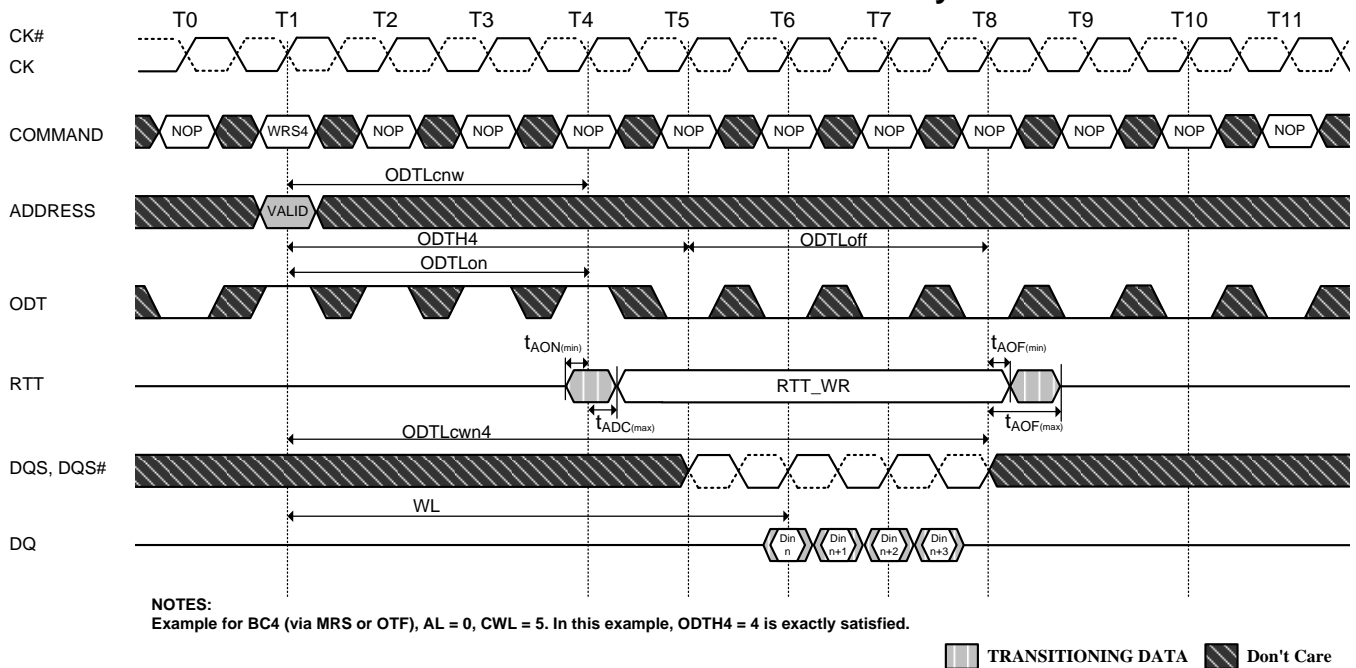 T0 T1 T2 T3 T4 T5 T6 T7 T8 T9 T10 T11
CK#
CK
COMMAND NOP WRS4 NOP NOP NOP NOP NOP NOP NOP NOP NOP NOP
ODTLcnw
ADDRESS VALID
ODTH4 ODTLoff
ODTLon
ODT
tAON(min) tAOF(min)
RTT RTT_WR
tADC(max) tAOF(max)
ODTLcwn4
DQS, DQS#
WL
DQ Din n Din n+1 Din n+2 Din n+3
NOTES:
Example for BC4 (via MRS or OTF), AL = 0, CWL = 5. In this example, ODTH4 = 4 is exactly satisfied.
TRANSITIONING DATA Don't Care